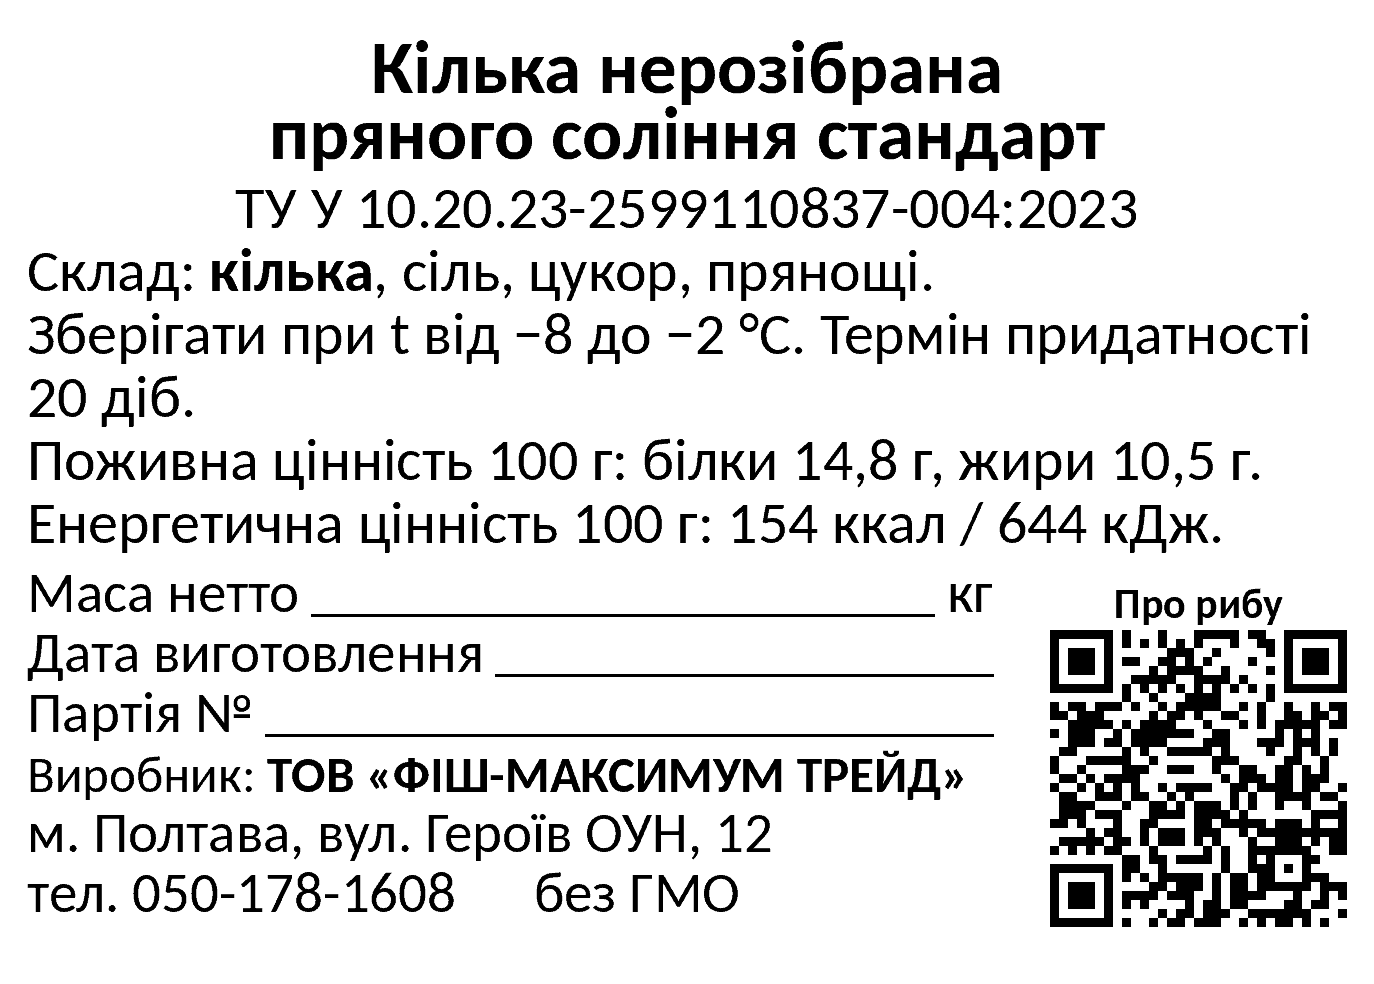 Кілька нерозібрана
пряного соління стандарт
ТУ У 10.20.23-2599110837-004:2023
Склад: кілька, сіль, цукор, прянощі.
Зберігати при t від −8 до −2 °С. Термін придатності
20 діб.
Поживна цінність 100 г: білки 14,8 г, жири 10,5 г.
Енергетична цінність 100 г: 154 ккал / 644 кДж.
Маса нетто ____________________ кг
Дата виготовлення ________________
Партія № ________________________
Про рибу
Виробник: ТОВ «ФІШ-МАКСИМУМ ТРЕЙД»
м. Полтава, вул. Героїв ОУН, 12
тел. 050-178-1608 без ГМО